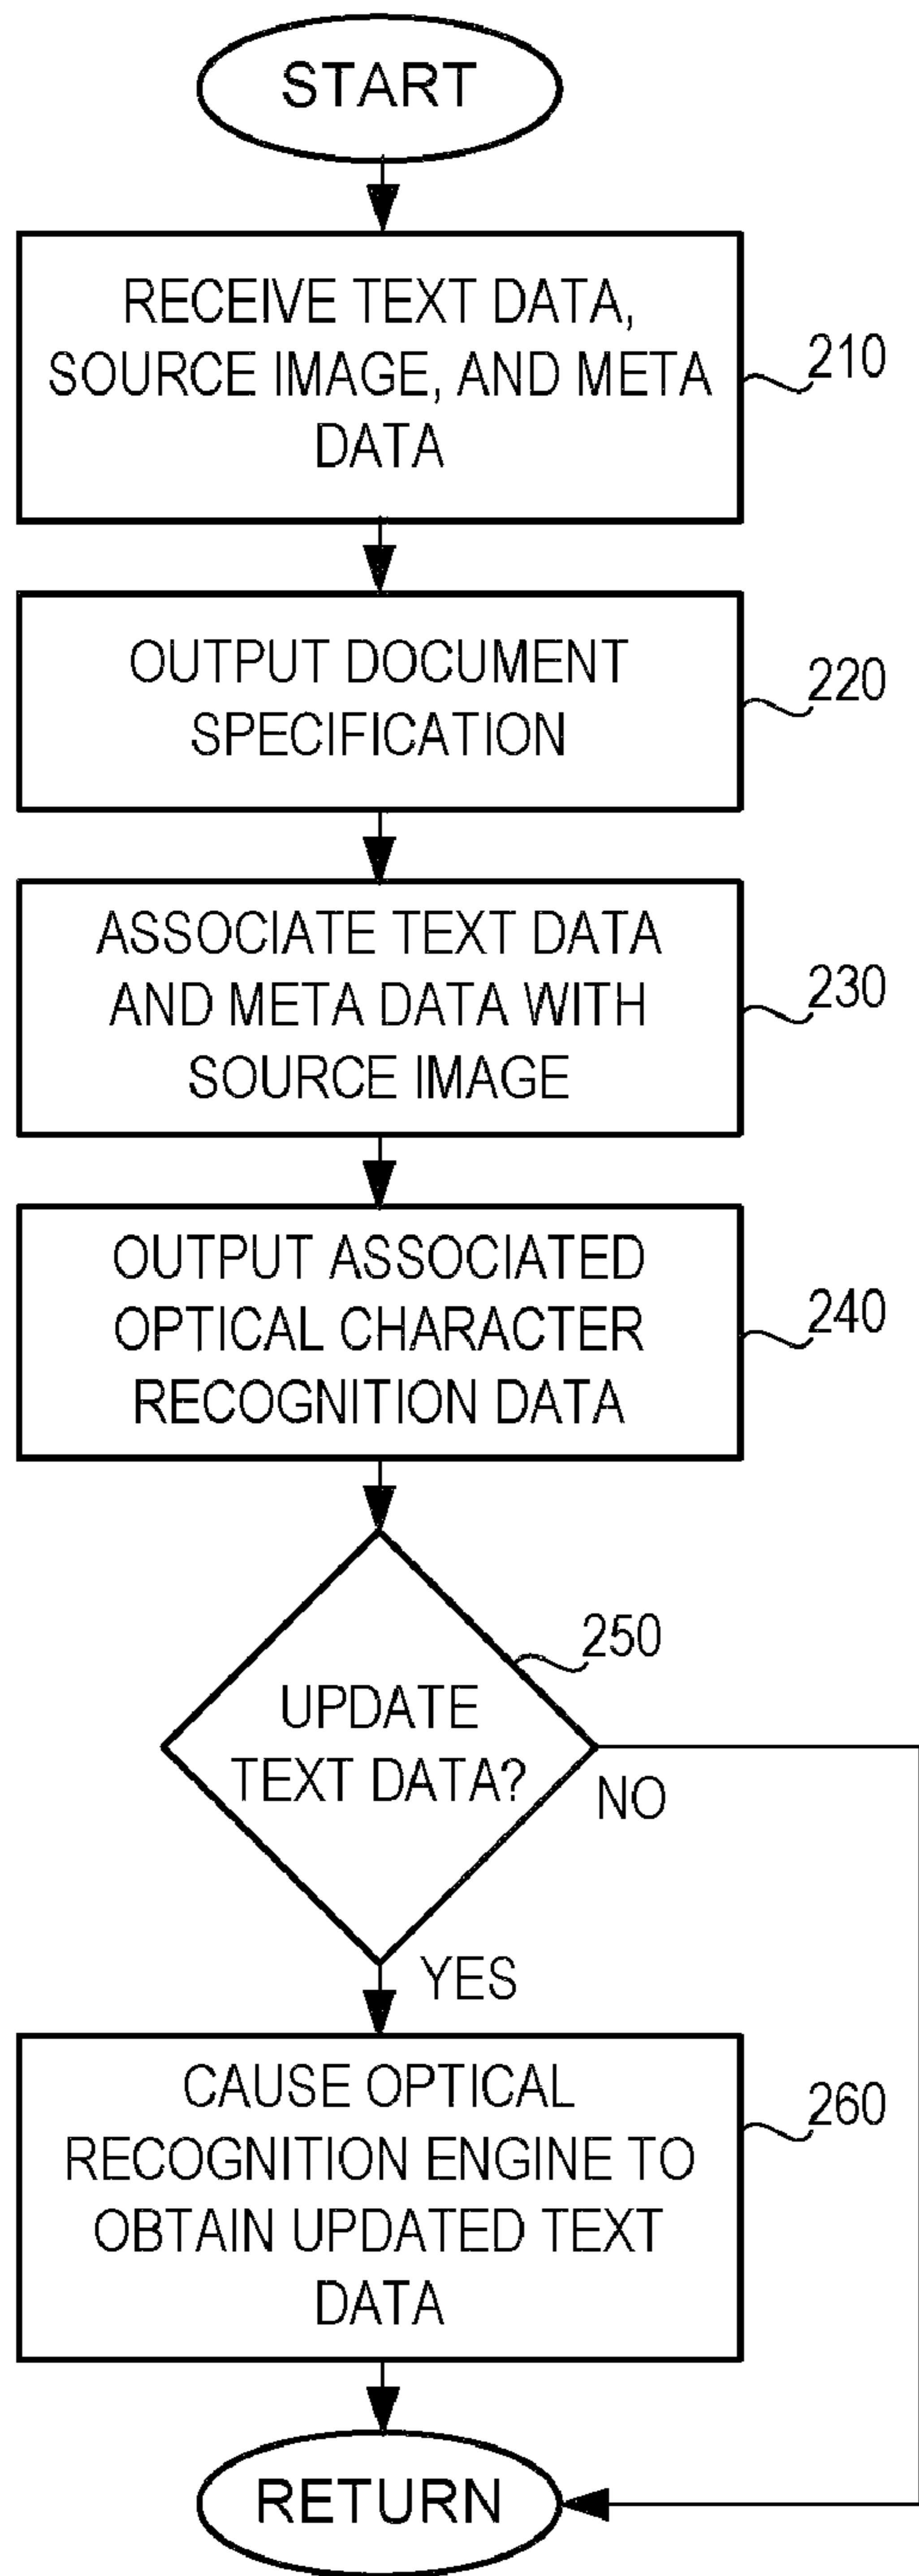 START
RECEIVE TEXT DATA,
SOURCE IMAGE, AND META
DATA
210
OUTPUT DOCUMENT
SPECIFICATION
220
ASSOCIATE TEXT DATA
AND META DATA WITH
SOURCE IMAGE
230
OUTPUT ASSOCIATED
OPTICAL CHARACTER
RECOGNITION DATA
240
250
UPDATE
TEXT DATA?
NO
YES
CAUSE OPTICAL
RECOGNITION ENGINE TO
OBTAIN UPDATED TEXT
DATA
260
RETURN